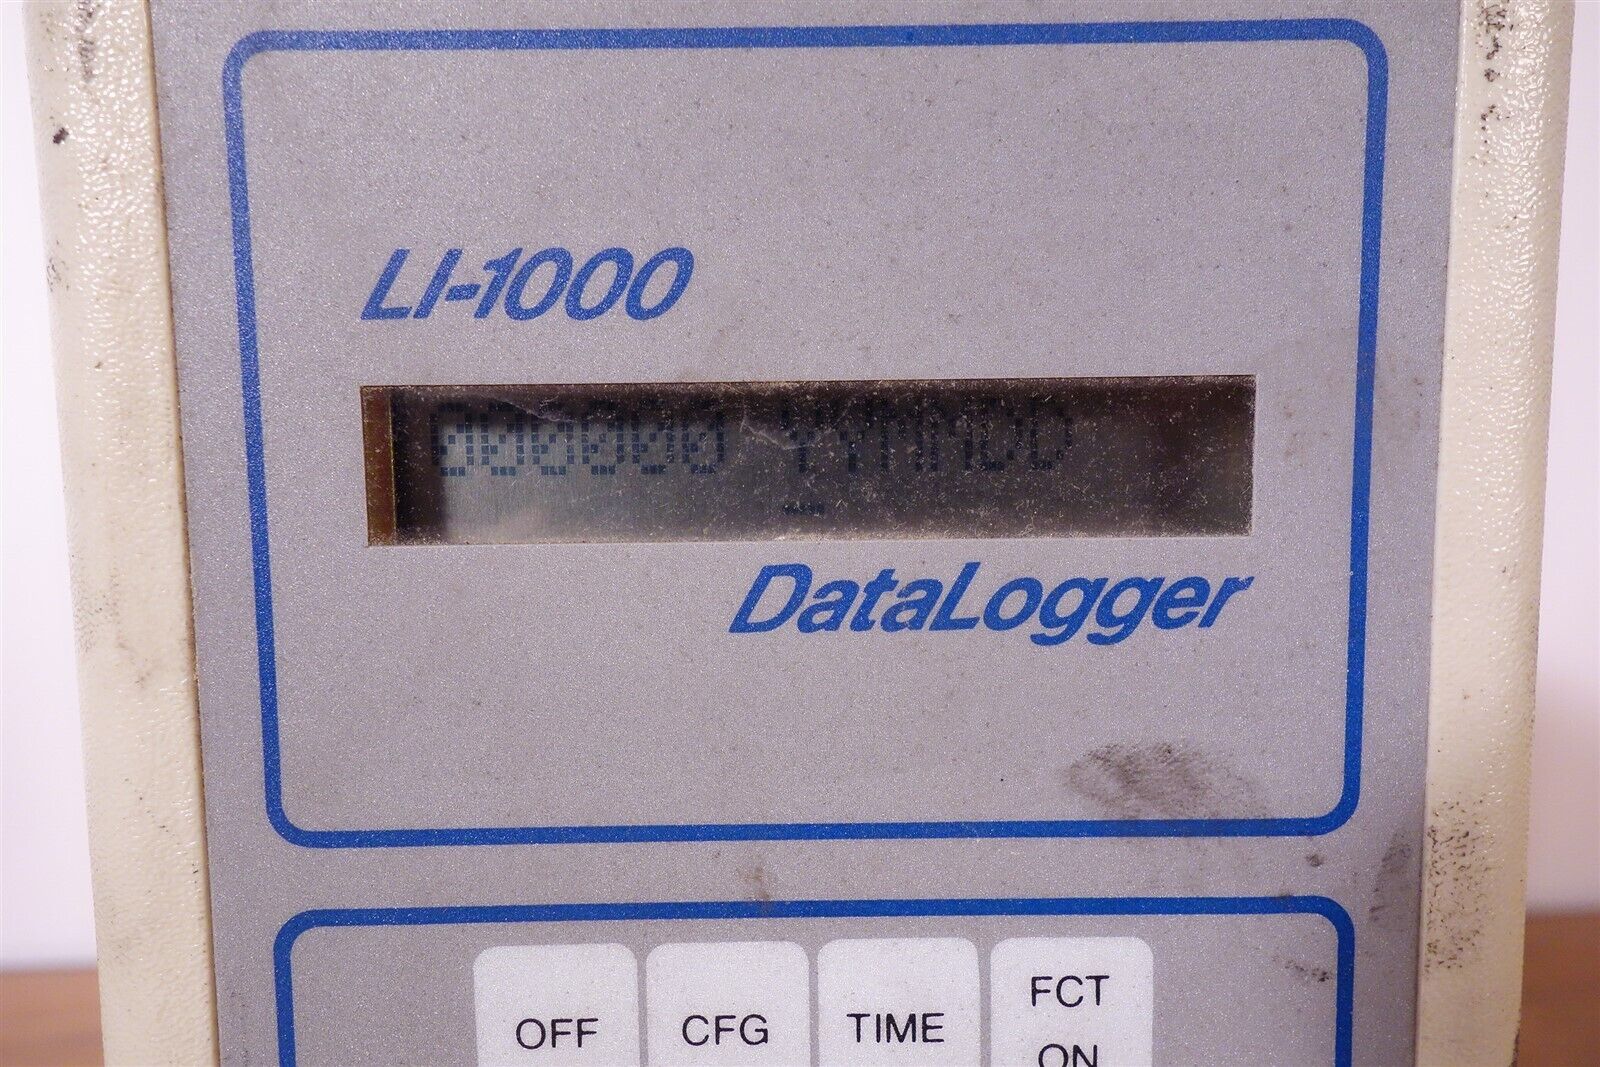 LI-1000
000000 YYMMDD
DataLogger
OFF CFG TIME FCT ON